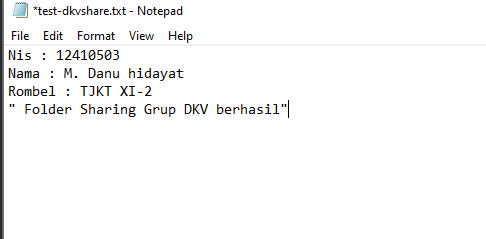 *test-dkvshare.txt - Notepad
File Edit Format View Help
Nis : 12410503
Nama : M. Danu hidayat
Rombel : TJKT XI-2
" Folder Sharing Grup DKV berhasil"